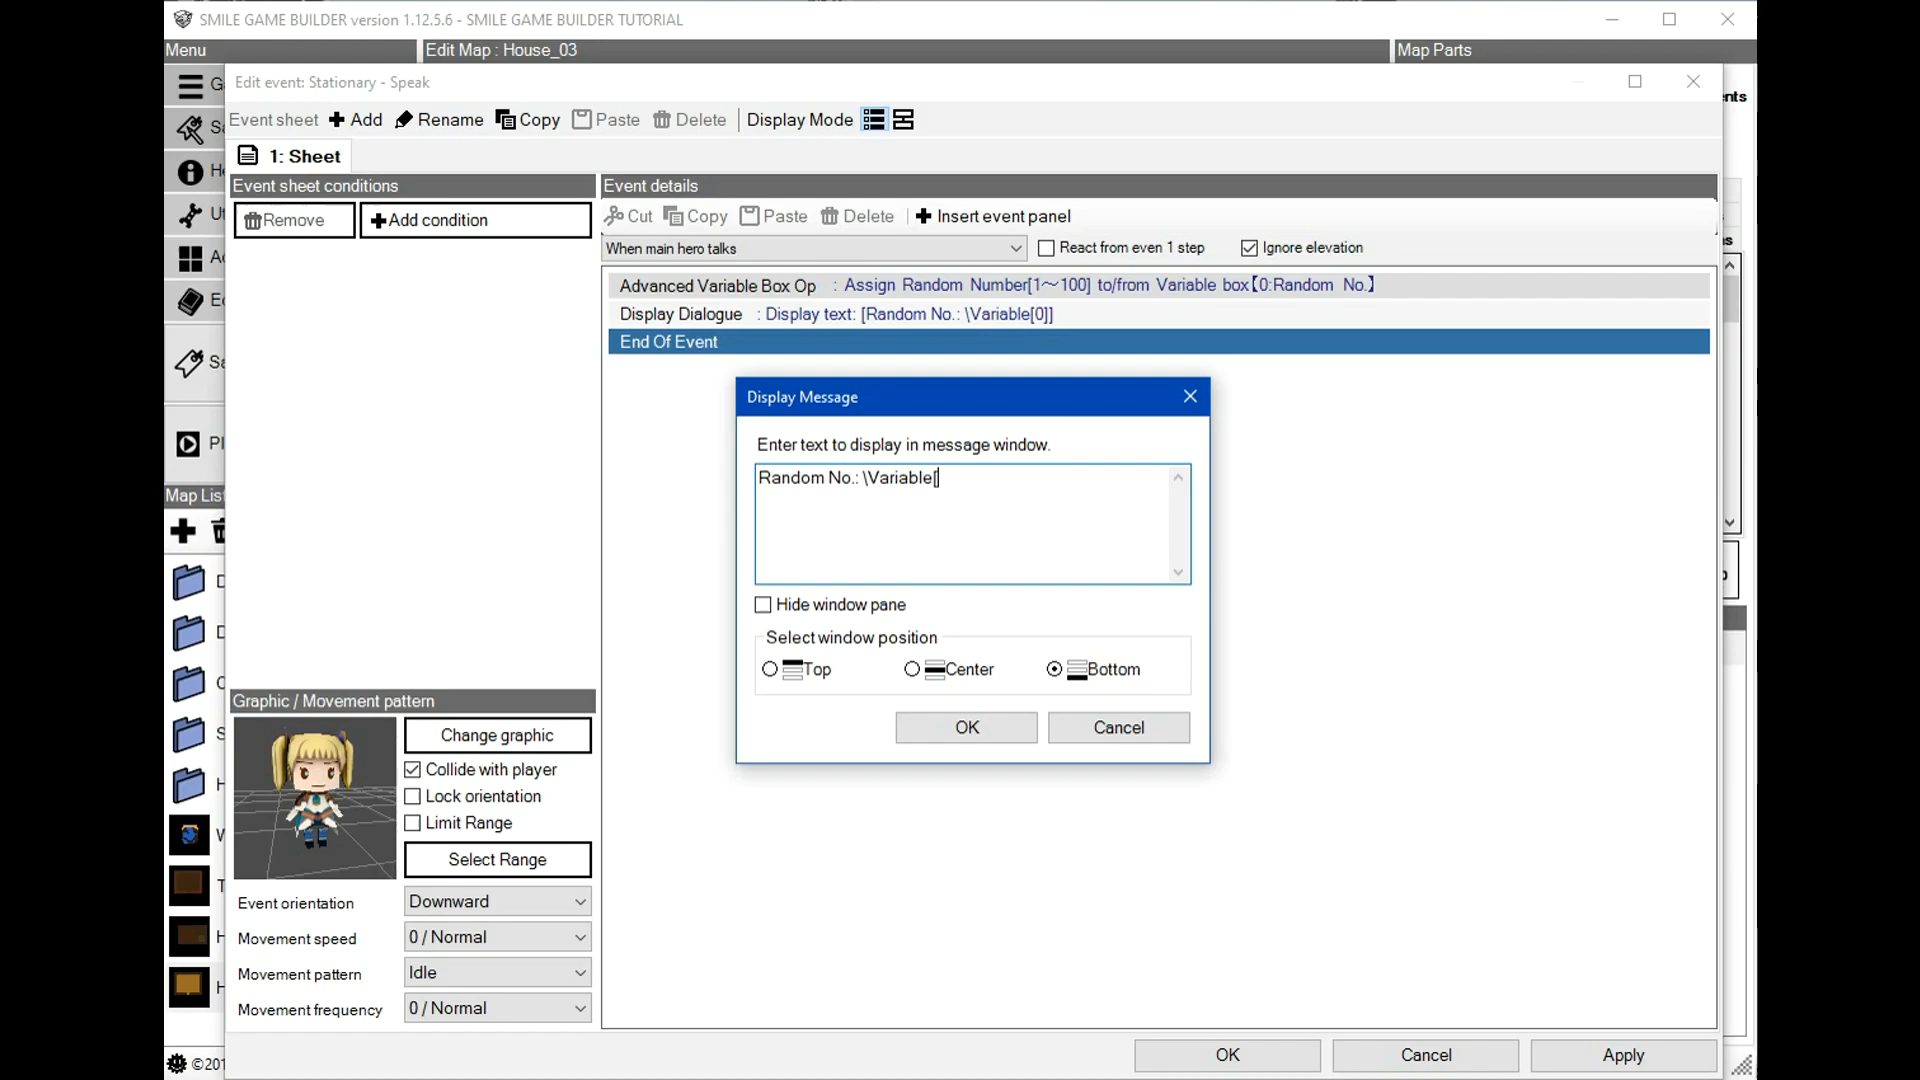 SMILE GAME BUILDER version 1.12.5.6 - SMILE GAME BUILDER TUTORIAL
Menu
Edit Map : House_03
Map Parts
Edit event: Stationary - Speak
Event sheet
Add
Rename
Copy
Paste
Delete
Display Mode
1: Sheet
Event sheet conditions
Remove
Add condition
Event details
Cut
Copy
Paste
Delete
Insert event panel
When main hero talks
React from even 1 step
Ignore elevation
Advanced Variable Box Op : Assign Random Number[1～100] to/from Variable box【0:Random No.】
Display Dialogue : Display text: [Random No.: \Variable[0]]
End Of Event
Display Message
Enter text to display in message window.
Random No.: \Variable[
Hide window pane
Select window position
Top
Center
Bottom
OK
Cancel
Map Lis
Graphic / Movement pattern
Change graphic
Collide with player
Lock orientation
Limit Range
Select Range
Event orientation
Downward
Movement speed
0 / Normal
Movement pattern
Idle
Movement frequency
0 / Normal
©201
OK
Cancel
Apply